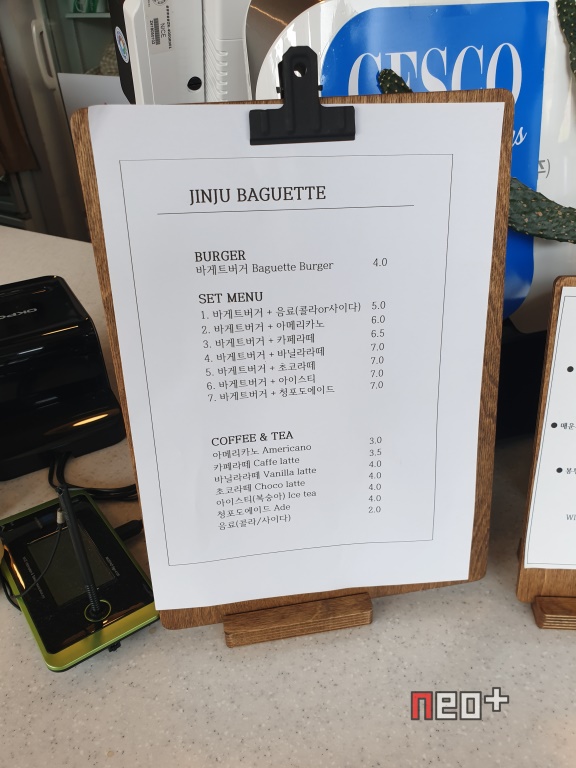 GESCO
JINJU BAGUETTE
BURGER
바게트버거 Baguette Burger 4.0
SET MENU
1. 바게트버거 + 음료(콜라or사이다) 5.0
2. 바게트버거 + 아메리카노 6.0
3. 바게트버거 + 카페라떼 6.5
4. 바게트버거 + 바닐라라떼 7.0
5. 바게트버거 + 초코라떼 7.0
6. 바게트버거 + 아이스티 7.0
7. 바게트버거 + 청포도에이드 7.0
COFFEE & TEA
아메리카노 Americano 3.0
카페라떼 Caffe latte 3.5
바닐라라떼 Vanilla latte 4.0
초코라떼 Choco latte 4.0
아이스티(복숭아) Ice tea 4.0
청포도에이드 Ade 4.0
음료(콜라/사이다) 2.0
neo+